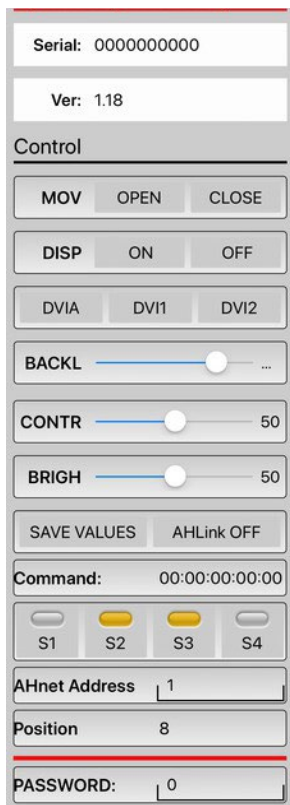 Serial: 0000000000
Ver: 1.18
Control
MOV OPEN CLOSE
DISP ON OFF
DVIA DVI1 DVI2
BACKL ...
CONTR 50
BRIGH 50
SAVE VALUES AHLink OFF
Command: 00:00:00:00:00
S1 S2 S3 S4
AHnet Address 1
Position 8
PASSWORD: 0